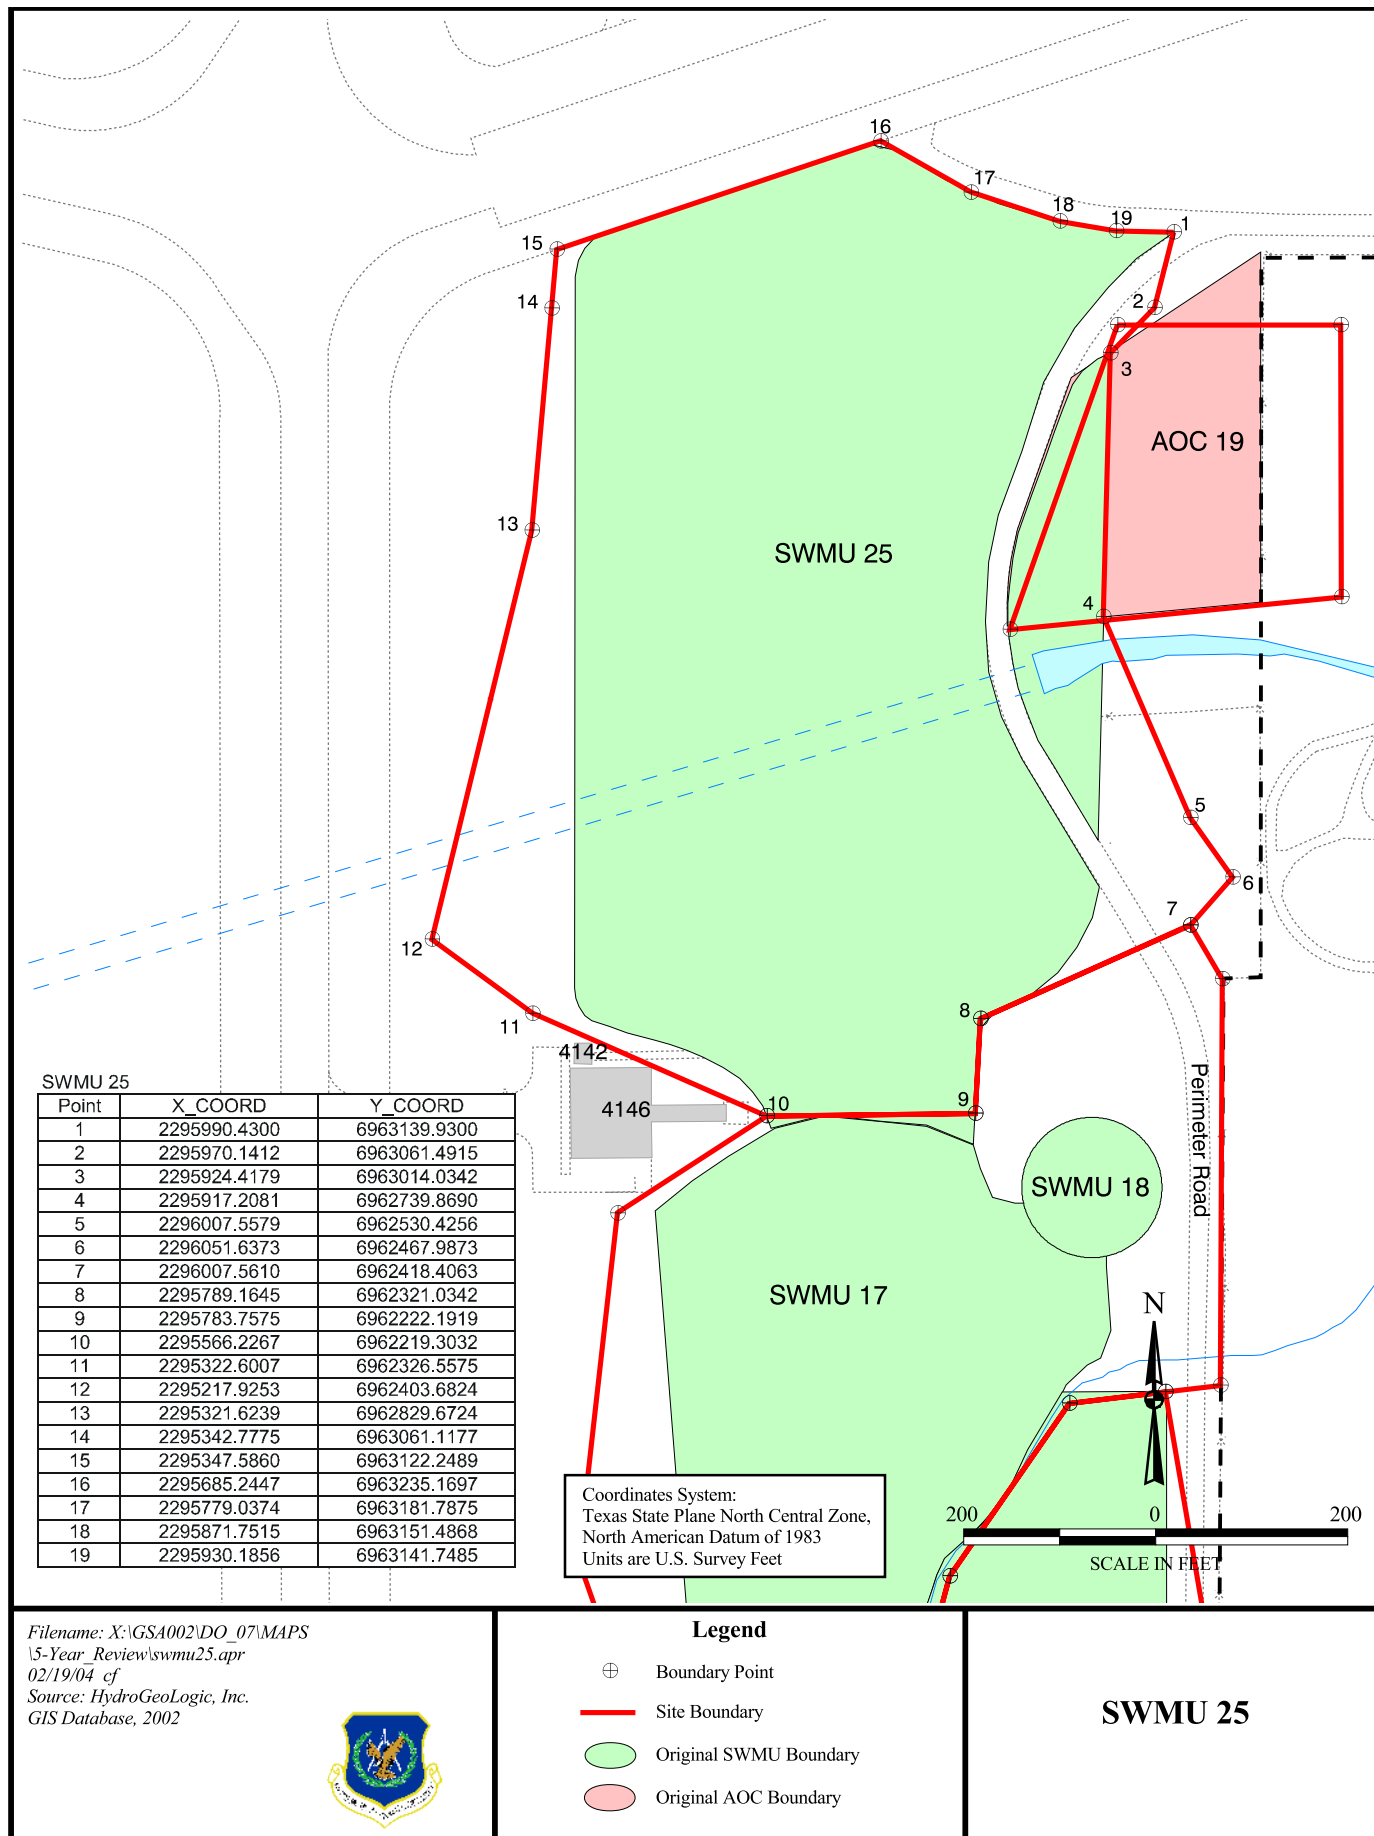 16
17
18
19
1
15
14
2
3
AOC 19
13
SWMU 25
4
5
6
7
12
8
11
4142
SWMU 25
Perimeter Road
4146
10
9
Point X_COORD Y_COORD
1 2295990.4300 6963139.9300
2 2295970.1412 6963061.4915
3 2295924.4179 6963014.0342
4 2295917.2081 6962739.8690
5 2296007.5579 6962530.4256
6 2296051.6373 6962467.9873
7 2296007.5610 6962418.4063
8 2295789.1645 6962321.0342
9 2295783.7575 6962222.1919
10 2295566.2267 6962219.3032
11 2295322.6007 6962326.5575
12 2295217.9253 6962403.6824
13 2295321.6239 6962829.6724
14 2295342.7775 6963061.1177
15 2295347.5860 6963122.2489
16 2295685.2447 6963235.1697
17 2295779.0374 6963181.7875
18 2295871.7515 6963151.4868
19 2295930.1856 6963141.7485
SWMU 18
SWMU 17
N
Coordinates System:
Texas State Plane North Central Zone,
North American Datum of 1983
Units are U.S. Survey Feet
200 0 200
SCALE IN FEET
Filename: X:\GSA002\DO_07\MAPS
\5-Year_Review\swmu25.apr
02/19/04 cf
Source: HydroGeoLogic, Inc.
GIS Database, 2002
Legend
Boundary Point
Site Boundary
Original SWMU Boundary
Original AOC Boundary
SWMU 25